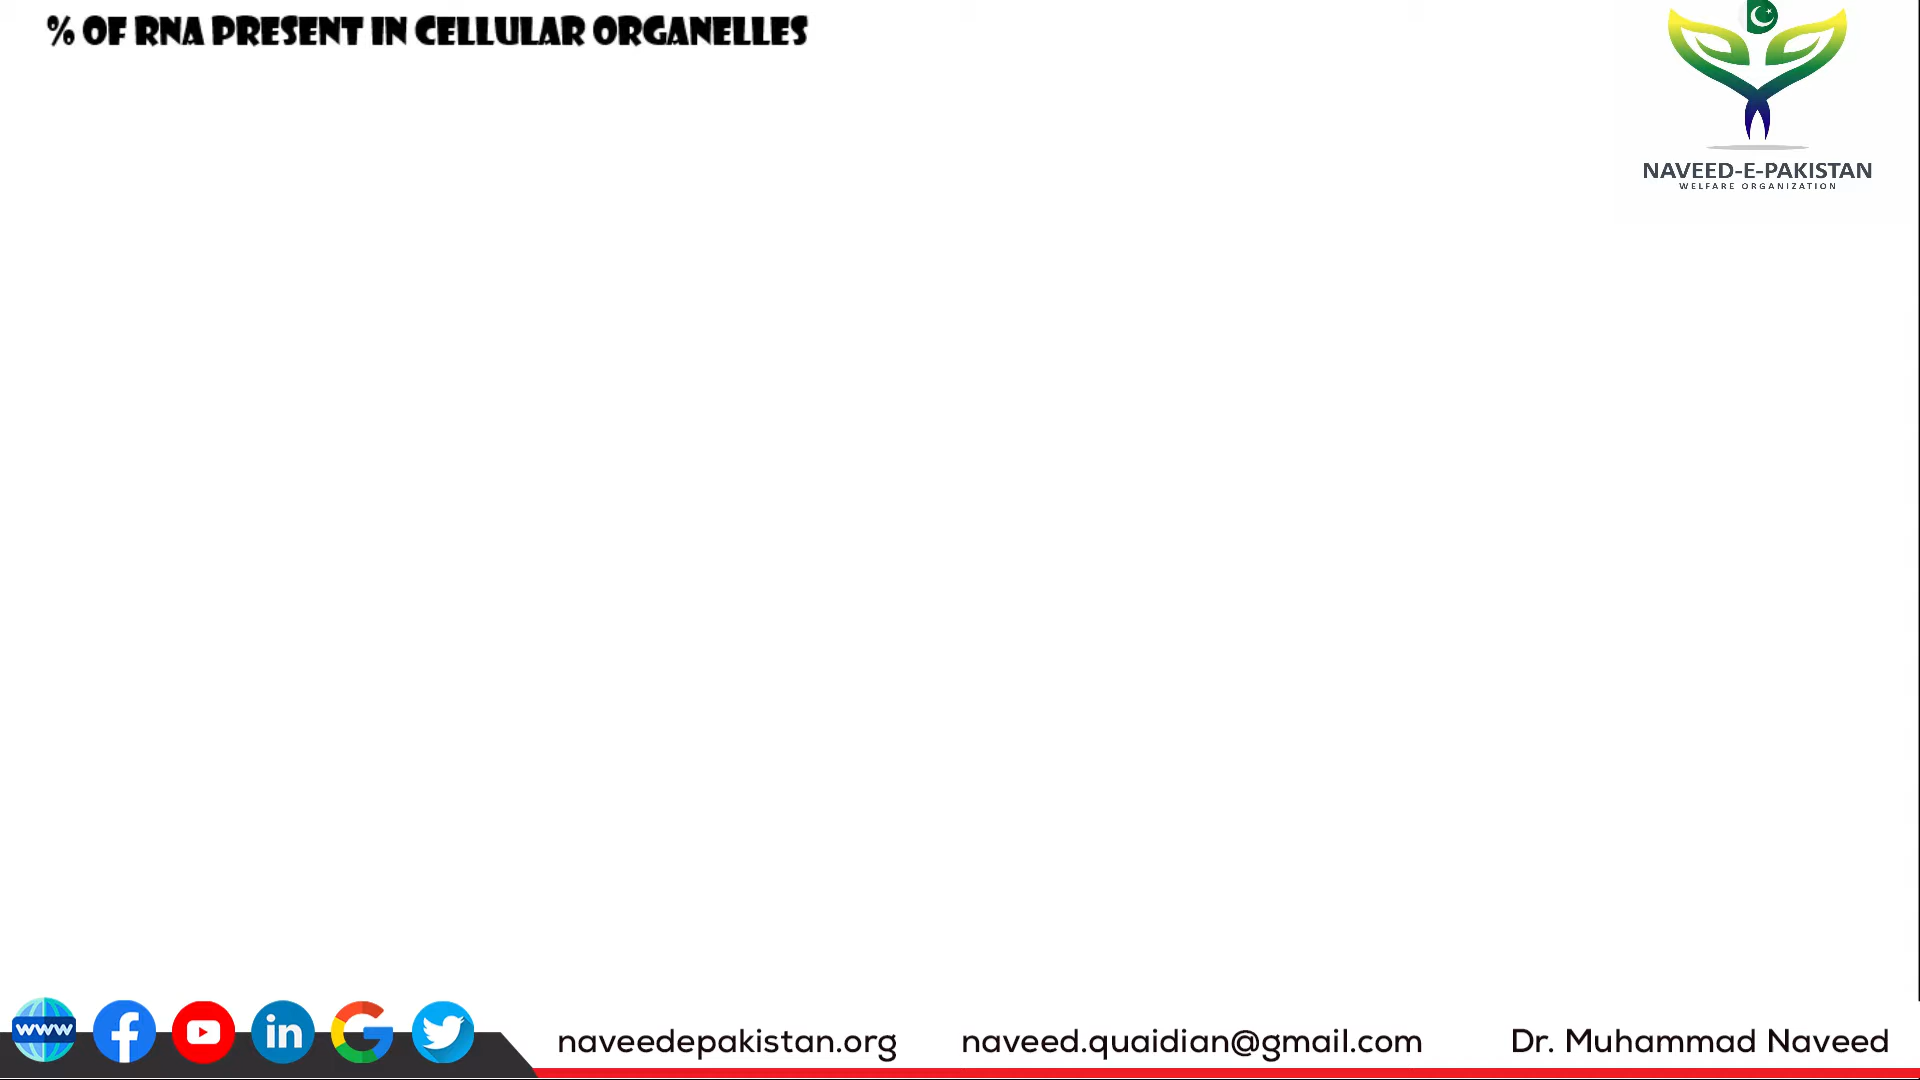 % OF RNA PRESENT IN CELLULAR ORGANELLES
NAVEED-E-PAKISTAN
WELFARE ORGANIZATION
www
naveedepakistan.org
naveed.quaidian@gmail.com
Dr. Muhammad Naveed